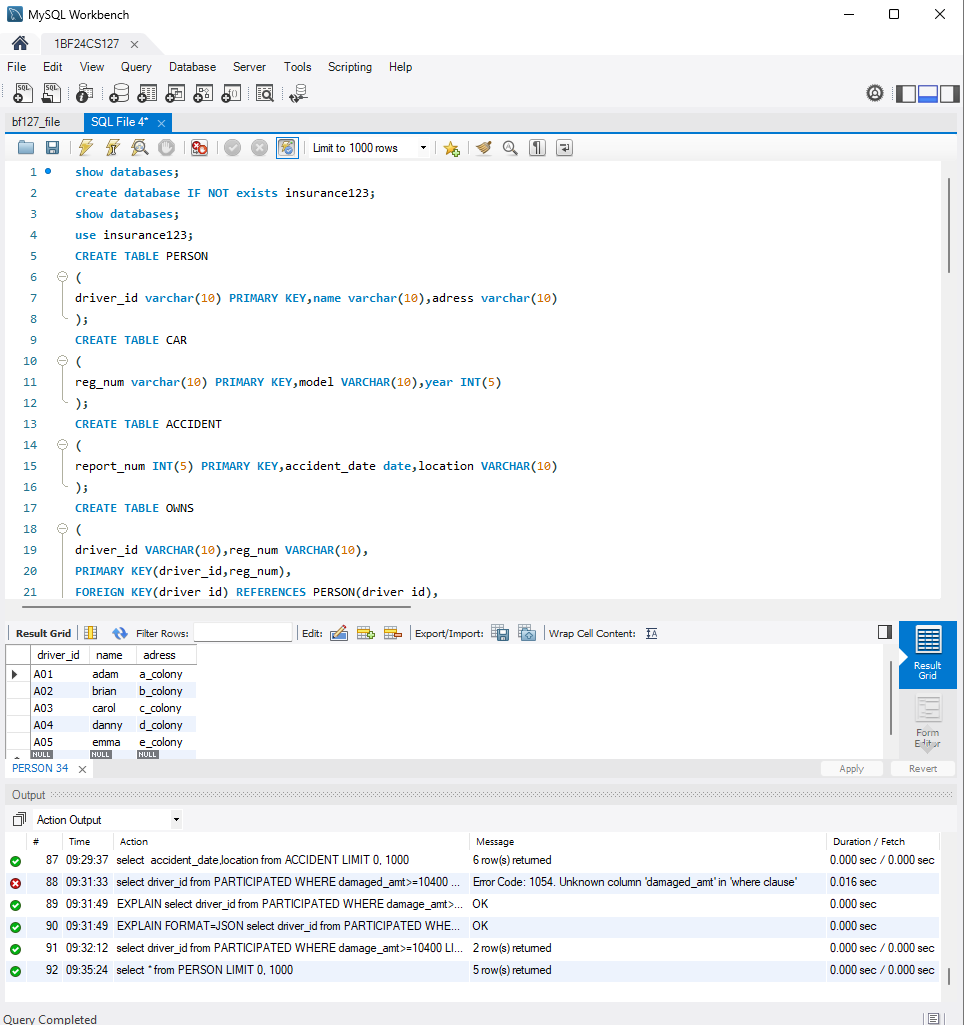 MySQL Workbench
1BF24CS127
File Edit View Query Database Server Tools Scripting Help
SQL SQL
bf127_file SQL File 4*
Limit to 1000 rows
1 show databases;
2 create database IF NOT exists insurance123;
3 show databases;
4 use insurance123;
5 CREATE TABLE PERSON
6 (
7 driver_id varchar(10) PRIMARY KEY,name varchar(10),adress varchar(10)
8 );
9 CREATE TABLE CAR
10 (
11 reg_num varchar(10) PRIMARY KEY,model VARCHAR(10),year INT(5)
12 );
13 CREATE TABLE ACCIDENT
14 (
15 report_num INT(5) PRIMARY KEY,accident_date date,location VARCHAR(10)
16 );
17 CREATE TABLE OWNS
18 (
19 driver_id VARCHAR(10),reg_num VARCHAR(10),
20 PRIMARY KEY(driver_id,reg_num),
21 FOREIGN KEY(driver_id) REFERENCES PERSON(driver_id),
Result Grid Filter Rows: Edit: Export/Import: Wrap Cell Content:
Result
Grid
Form
Editor
driver_id name adress
A01 adam a_colony
A02 brian b_colony
A03 carol c_colony
A04 danny d_colony
A05 emma e_colony
NULL NULL NULL
PERSON 34 Apply Revert
Output
Action Output
# Time Action Message Duration / Fetch
87 09:29:37 select accident_date,location from ACCIDENT LIMIT 0, 1000 6 row(s) returned 0.000 sec / 0.000 sec
88 09:31:33 select driver_id from PARTICIPATED WHERE damaged_amt>=10400 ... Error Code: 1054. Unknown column 'damaged_amt' in 'where clause' 0.016 sec
89 09:31:49 EXPLAIN select driver_id from PARTICIPATED WHERE damage_amt>... OK 0.000 sec
90 09:31:49 EXPLAIN FORMAT=JSON select driver_id from PARTICIPATED WHE... OK 0.000 sec
91 09:32:12 select driver_id from PARTICIPATED WHERE damage_amt>=10400 LI... 2 row(s) returned 0.000 sec / 0.000 sec
92 09:35:24 select * from PERSON LIMIT 0, 1000 5 row(s) returned 0.000 sec / 0.000 sec
Query Completed